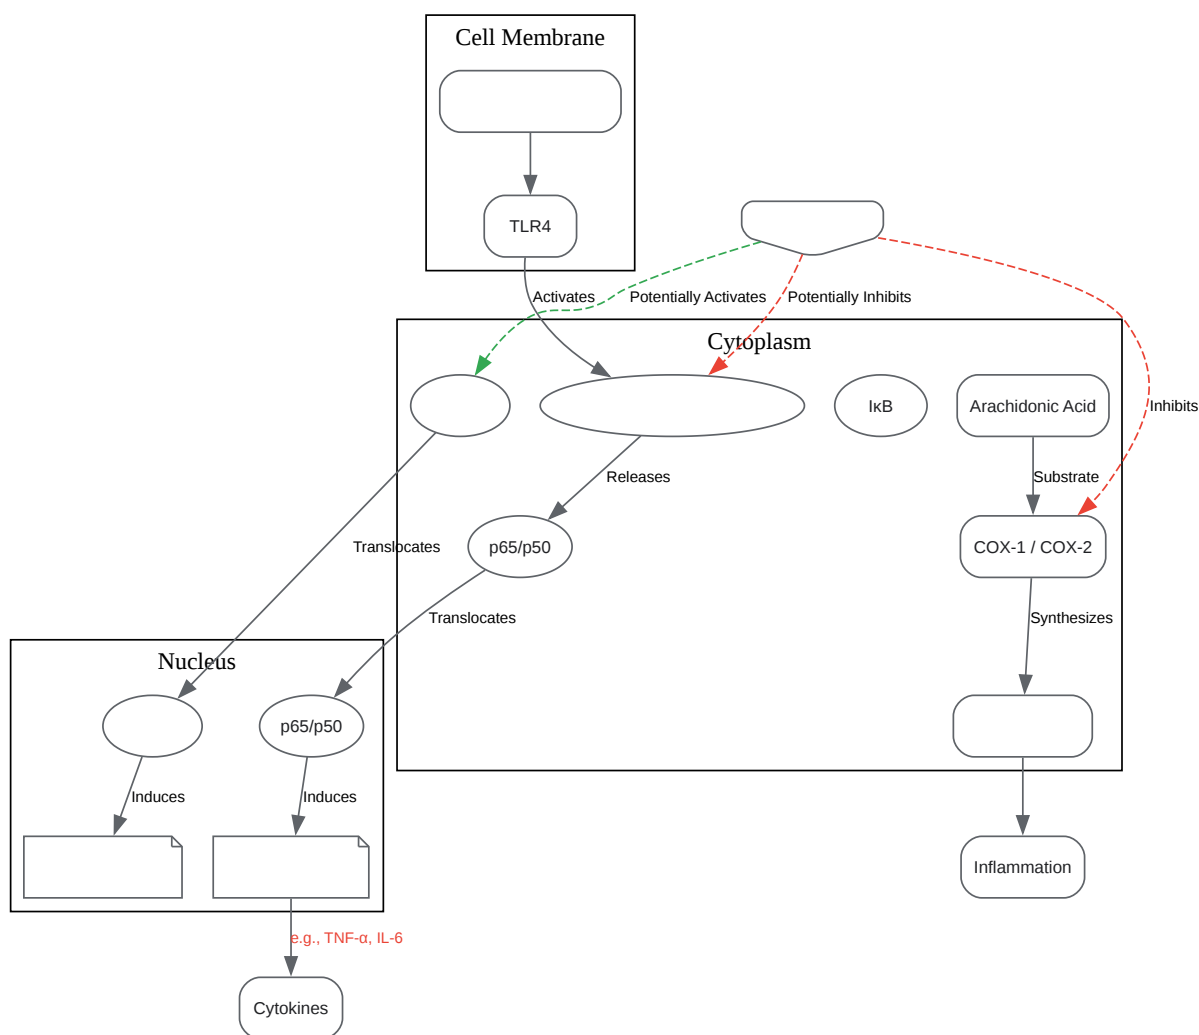 Cell Membrane
TLR4
Activates
Potentially Activates
Potentially Inhibits
Cytoplasm
IκB
Arachidonic Acid
Inhibits
Releases
Substrate
Translocates
p65/p50
COX-1 / COX-2
Translocates
Synthesizes
Nucleus
p65/p50
Induces
Induces
Inflammation
e.g., TNF-α, IL-6
Cytokines